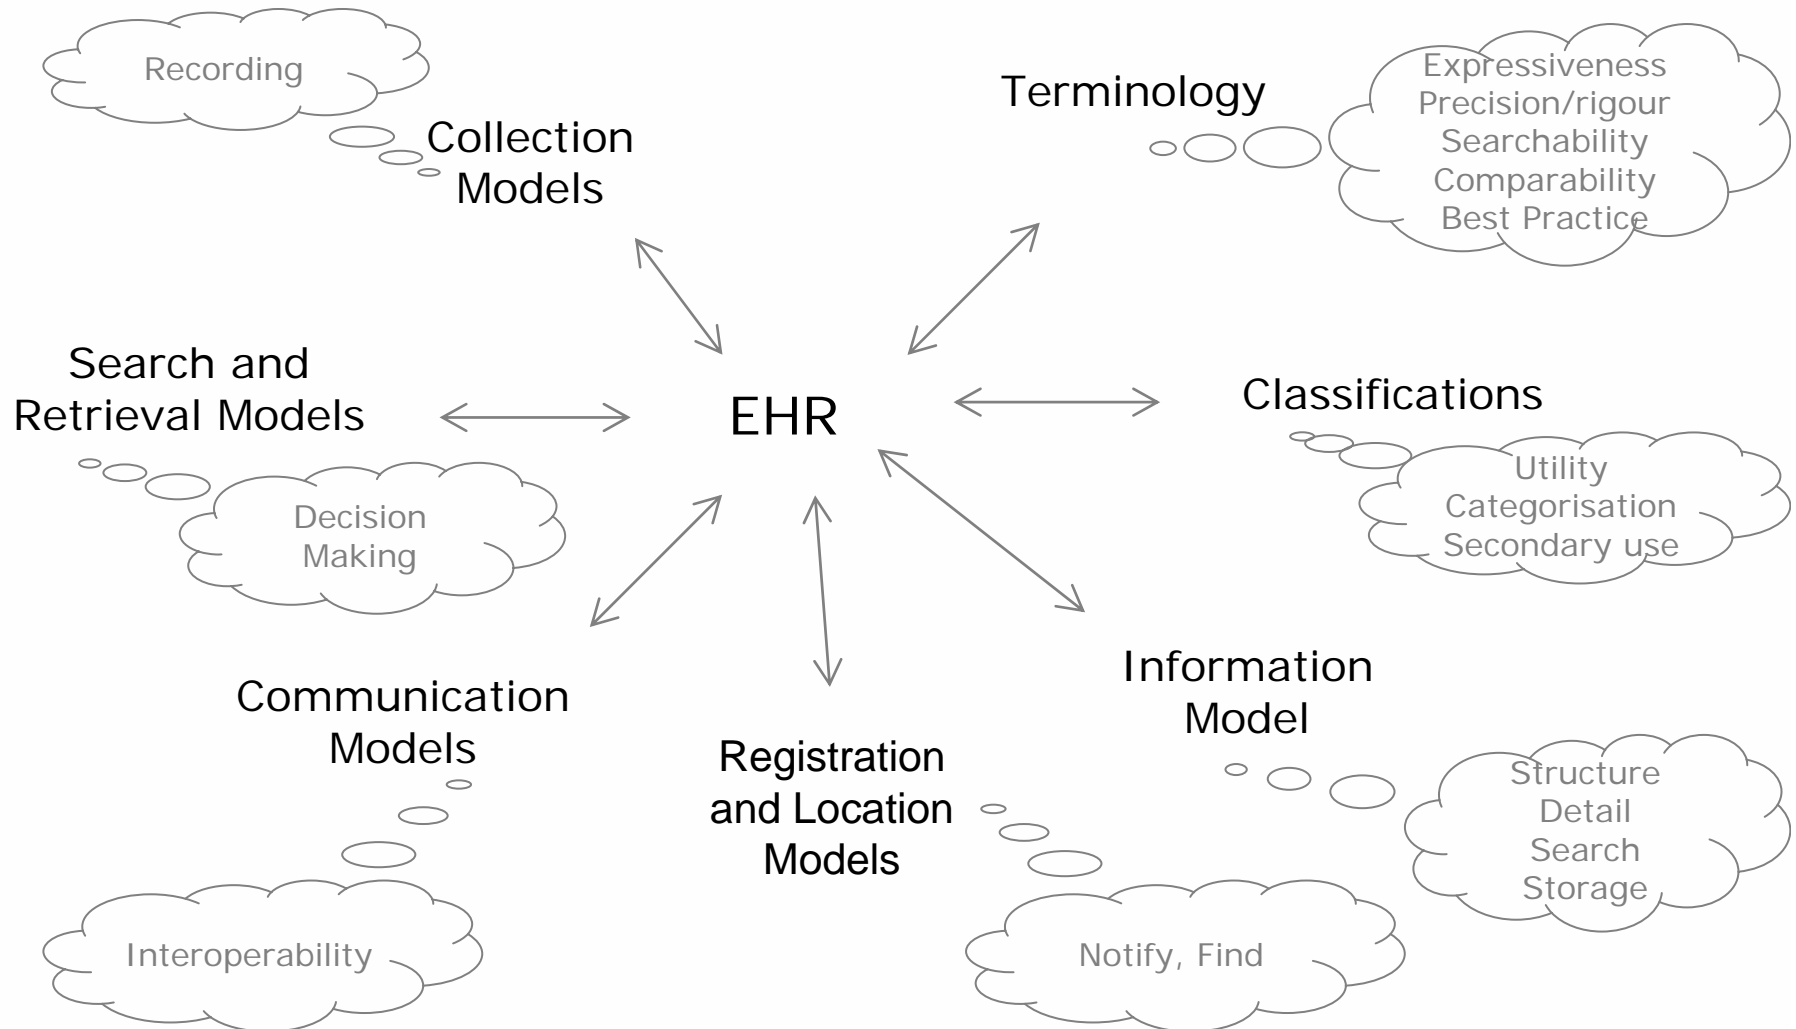 Recording
Collection
Models
Terminology
Expressiveness
Precision/rigour
Searchability
Comparability
Best Practice
Search and
Retrieval Models
Decision
Making
EHR
Classifications
Utility
Categorisation
Secondary use
Communication
Models
Interoperability
Registration
and Location
Models
Notify, Find
Information
Model
Structure
Detail
Search
Storage